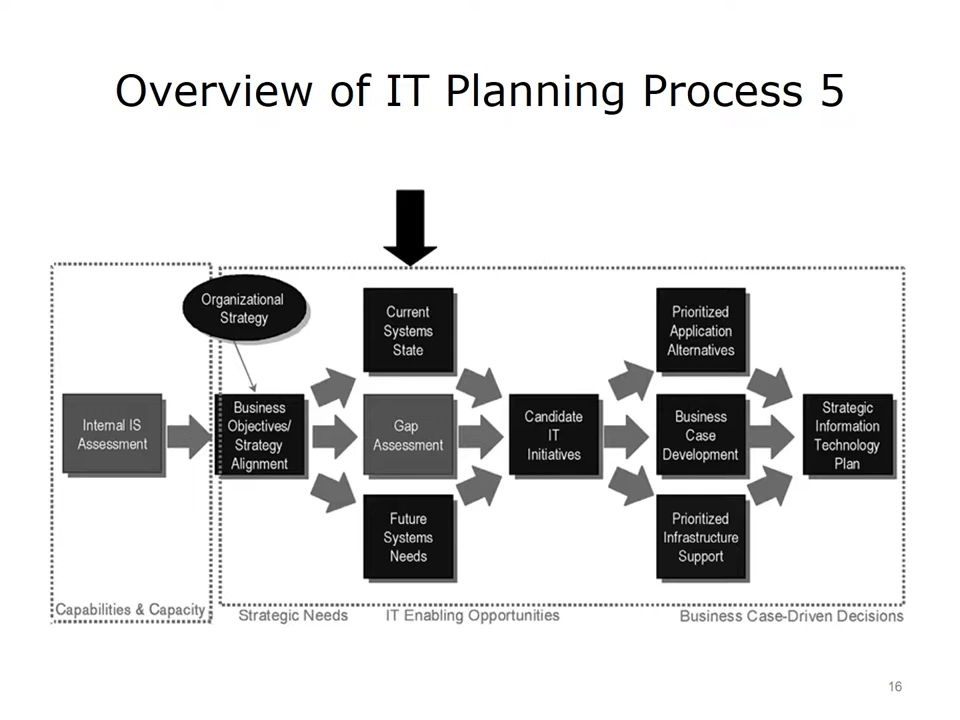 Overview of IT Planning Process 5
Organizational
Strategy
Internal IS
Assessment
Business
Objectives/
Strategy
Alignment
Current
Systems
State
Gap
Assessment
Future
Systems
Needs
Candidate
IT
Initiatives
Prioritized
Application
Alternatives
Business
Case
Development
Prioritized
Infrastructure
Support
Strategic
Information
Technology
Plan
Capabilities & Capacity
Strategic Needs
IT Enabling Opportunities
Business Case-Driven Decisions
16